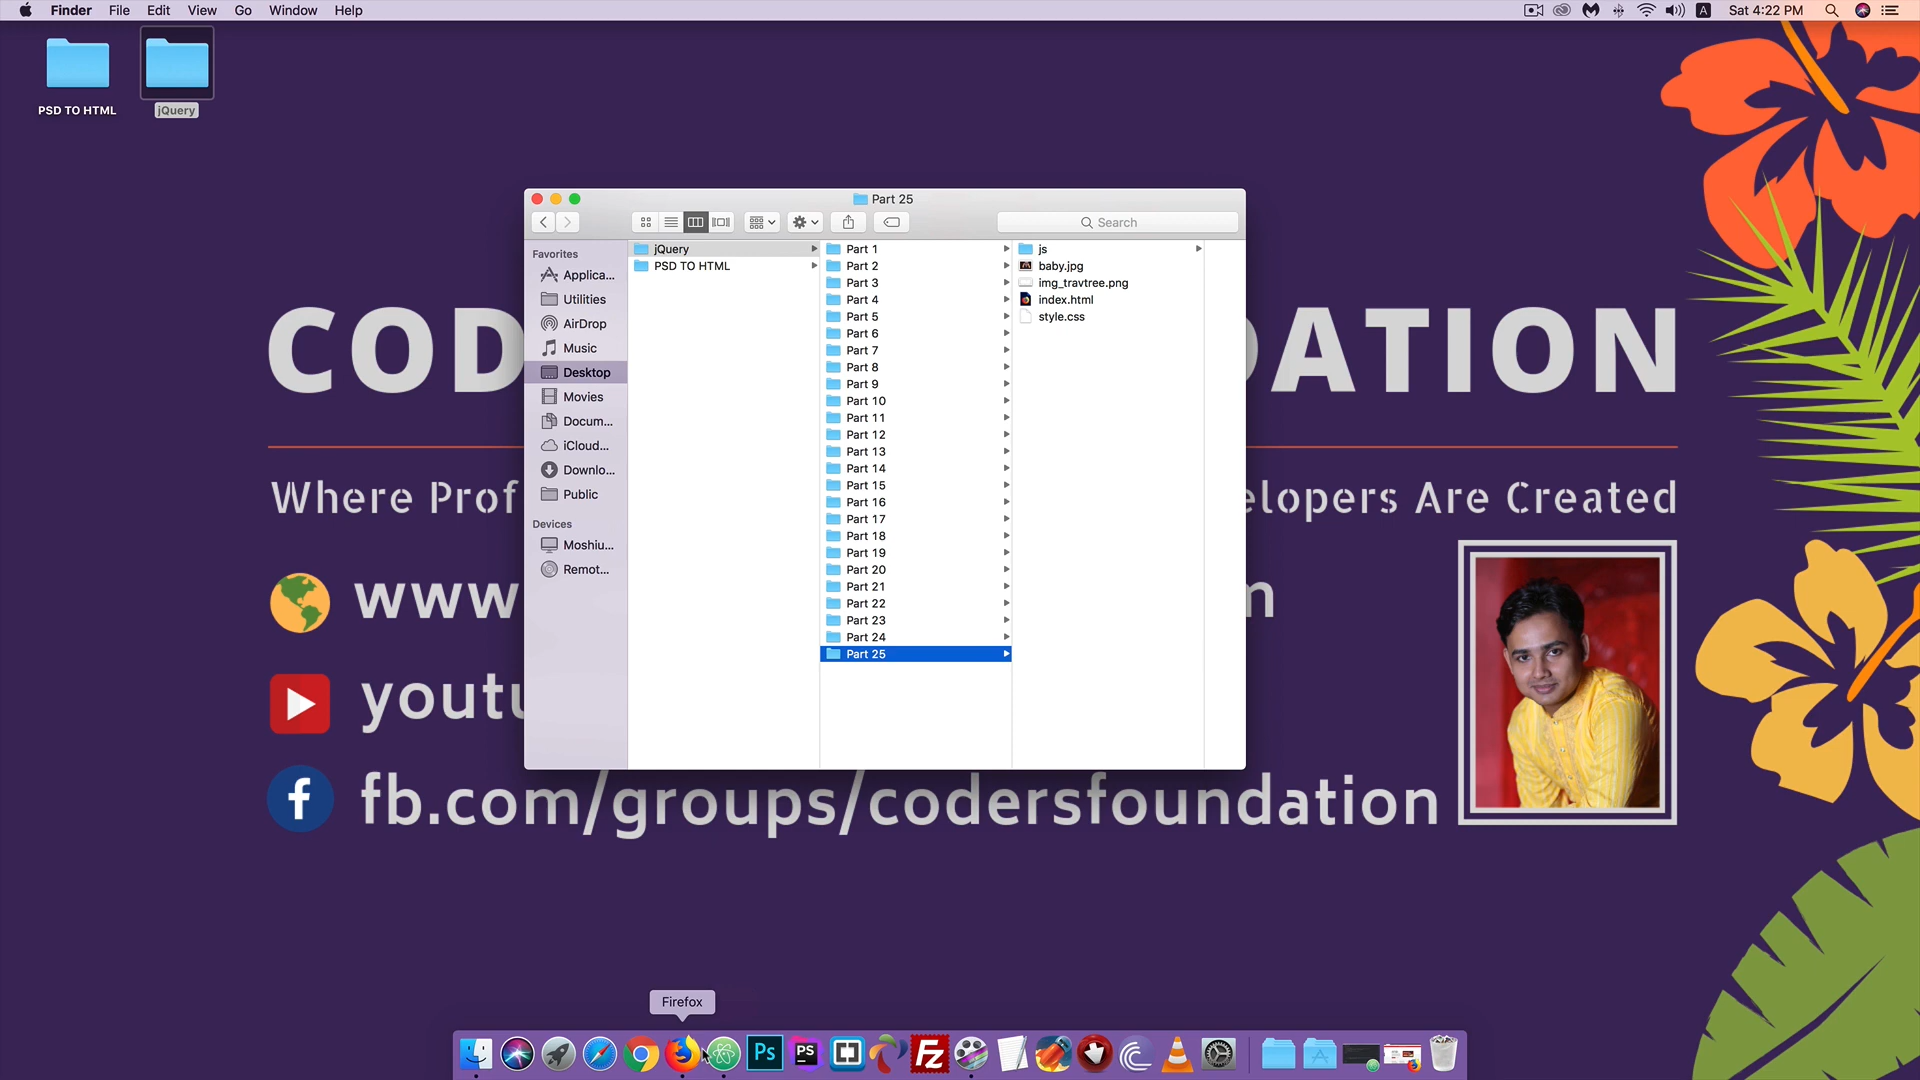 Finder File Edit View Go Window Help
A Sat 4:22 PM
PSD TO HTML
jQuery
Part 25
Search
Favorites
Applica...
Utilities
AirDrop
Music
Desktop
Movies
Docum...
iCloud...
Downlo...
Public
Devices
Moshiu...
Remot...
jQuery
PSD TO HTML
Part 1
Part 2
Part 3
Part 4
Part 5
Part 6
Part 7
Part 8
Part 9
Part 10
Part 11
Part 12
Part 13
Part 14
Part 15
Part 16
Part 17
Part 18
Part 19
Part 20
Part 21
Part 22
Part 23
Part 24
Part 25
js
baby.jpg
img_travtree.png
index.html
style.css
COD DATION
Where Prof elopers Are Created
www m
youtu
f fb.com/groups/codersfoundation
Firefox
Ps PS FZ